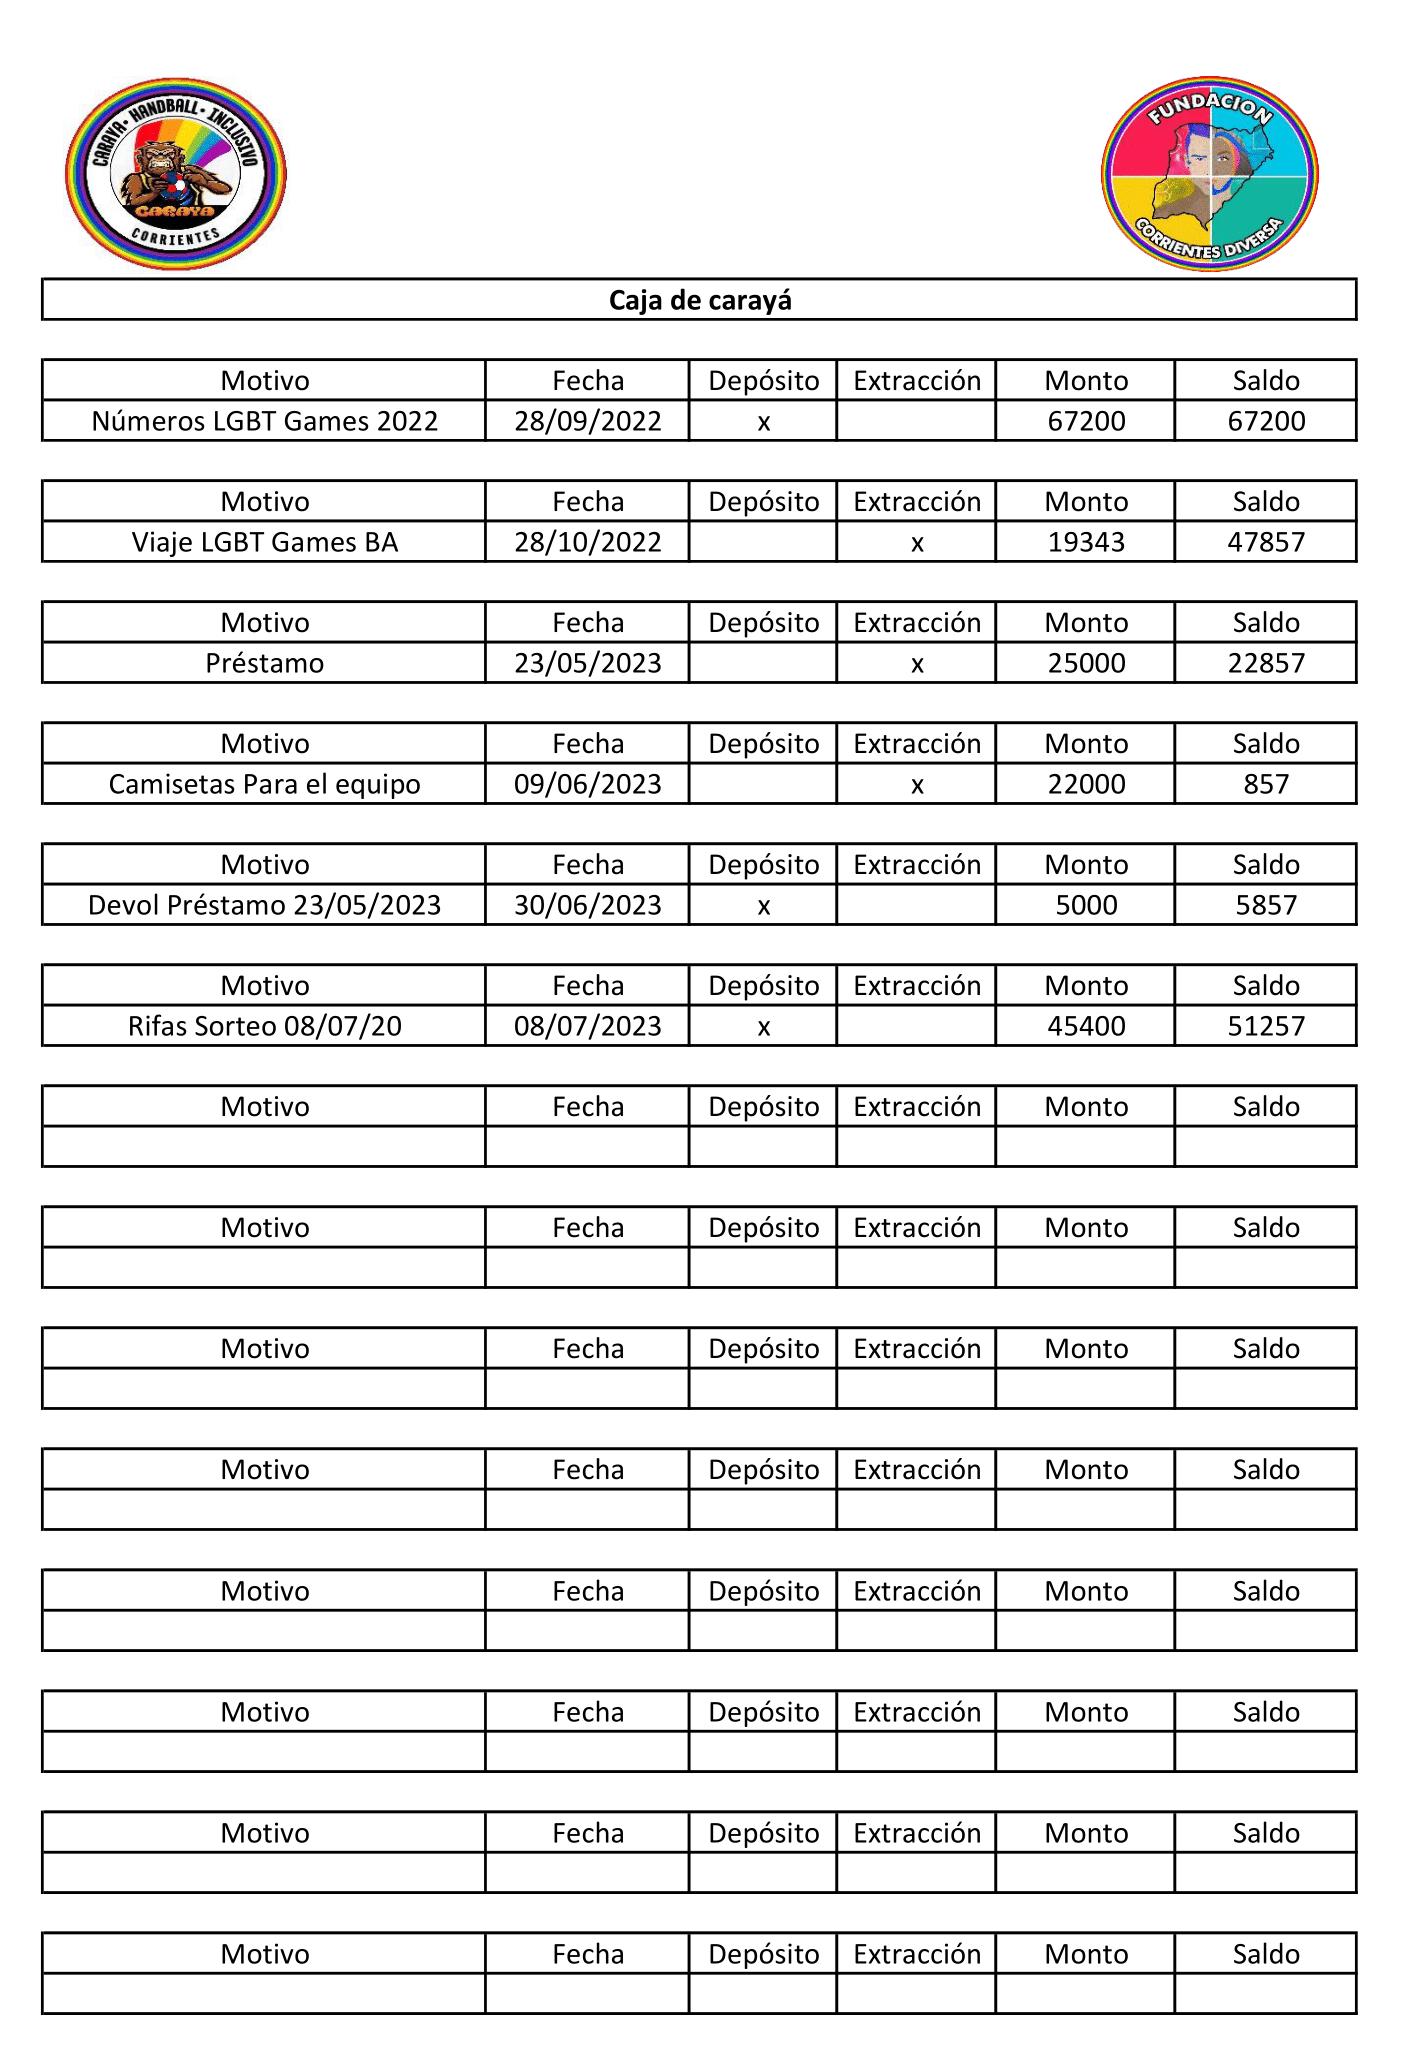 CARAYA • HANDBALL • INCLUSIVO
CARAYA
CORRIENTES
FUNDACION
CORRIENTES DIVERSA
Caja de carayá
Motivo Fecha Depósito Extracción Monto Saldo
Números LGBT Games 2022 28/09/2022 x 67200 67200
Motivo Fecha Depósito Extracción Monto Saldo
Viaje LGBT Games BA 28/10/2022 x 19343 47857
Motivo Fecha Depósito Extracción Monto Saldo
Préstamo 23/05/2023 x 25000 22857
Motivo Fecha Depósito Extracción Monto Saldo
Camisetas Para el equipo 09/06/2023 x 22000 857
Motivo Fecha Depósito Extracción Monto Saldo
Devol Préstamo 23/05/2023 30/06/2023 x 5000 5857
Motivo Fecha Depósito Extracción Monto Saldo
Rifas Sorteo 08/07/20 08/07/2023 x 45400 51257
Motivo Fecha Depósito Extracción Monto Saldo
Motivo Fecha Depósito Extracción Monto Saldo
Motivo Fecha Depósito Extracción Monto Saldo
Motivo Fecha Depósito Extracción Monto Saldo
Motivo Fecha Depósito Extracción Monto Saldo
Motivo Fecha Depósito Extracción Monto Saldo
Motivo Fecha Depósito Extracción Monto Saldo
Motivo Fecha Depósito Extracción Monto Saldo